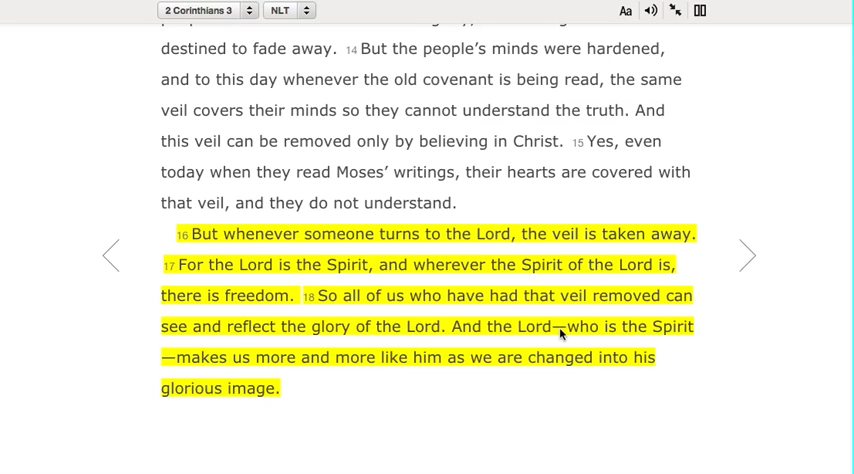 2 Corinthians 3 NLT Aa
destined to fade away. 14 But the people’s minds were hardened,
and to this day whenever the old covenant is being read, the same
veil covers their minds so they cannot understand the truth. And
this veil can be removed only by believing in Christ. 15 Yes, even
today when they read Moses’ writings, their hearts are covered with
that veil, and they do not understand.
16 But whenever someone turns to the Lord, the veil is taken away.
17 For the Lord is the Spirit, and wherever the Spirit of the Lord is,
there is freedom. 18 So all of us who have had that veil removed can
see and reflect the glory of the Lord. And the Lord—who is the Spirit
—makes us more and more like him as we are changed into his
glorious image.